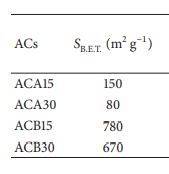 ACs S_B.E.T. (m² g⁻¹)
ACA15 150
ACA30 80
ACB15 780
ACB30 670